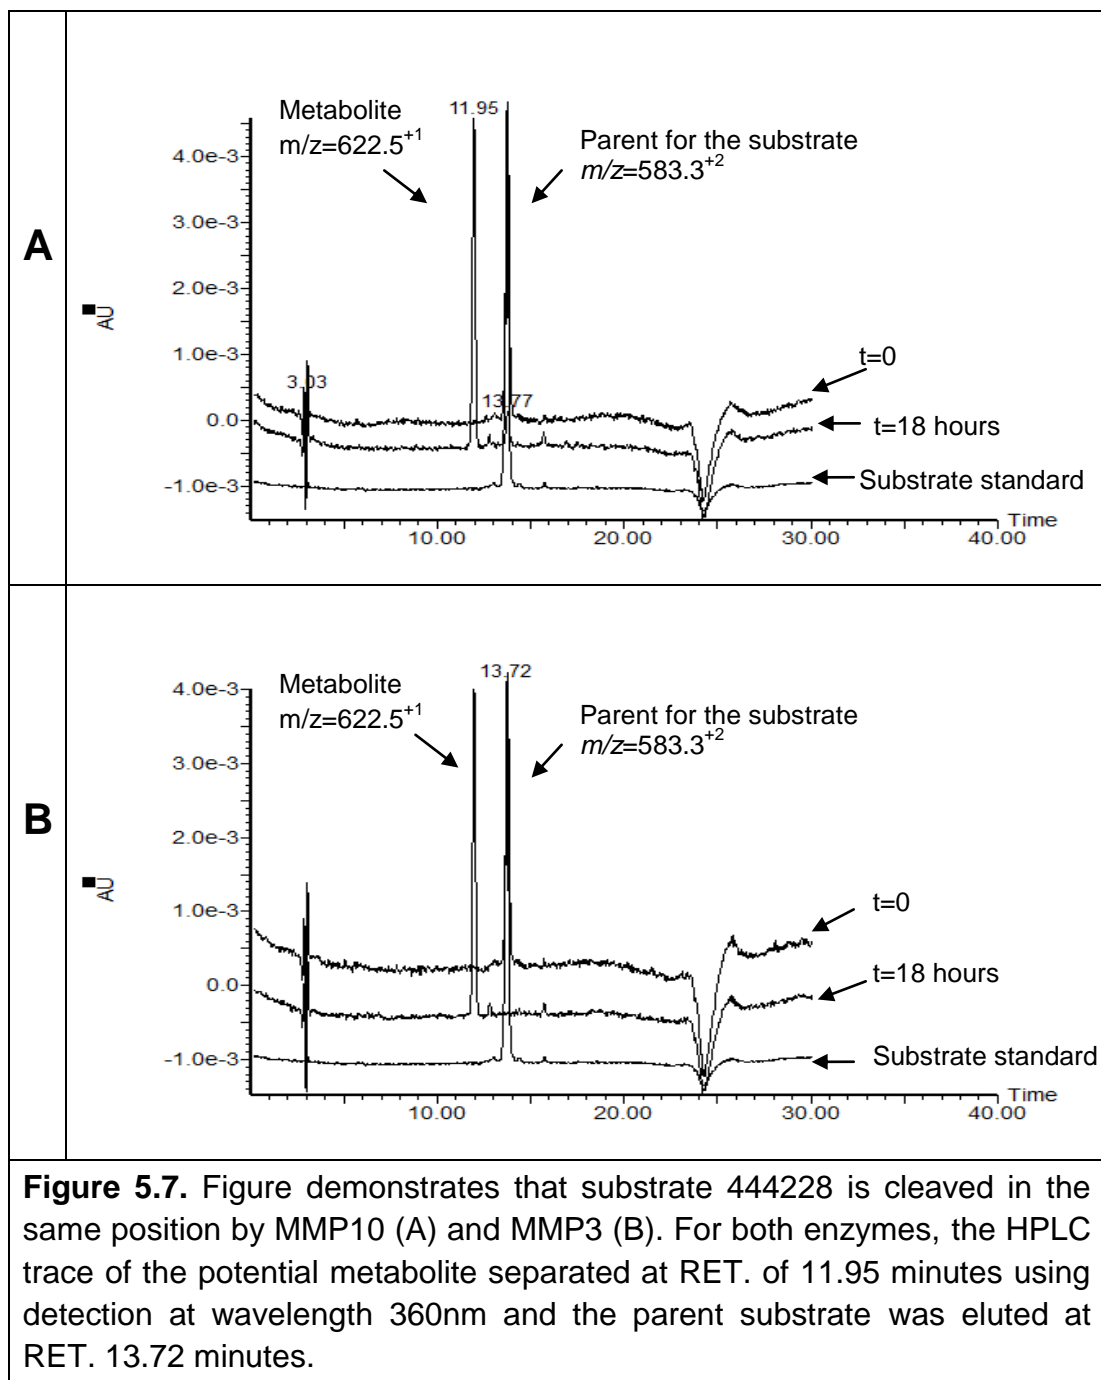 A
Metabolite
m/z=622.5+1
11.95
Parent for the substrate
m/z=583.3+2
4.0e-3
3.0e-3
2.0e-3
1.0e-3
0.0
-1.0e-3
AU
3.03
13.77
t=0
t=18 hours
Substrate standard
Time
10.00 20.00 30.00 40.00
B
Metabolite
m/z=622.5+1
13.72
Parent for the substrate
m/z=583.3+2
4.0e-3
3.0e-3
2.0e-3
1.0e-3
0.0
-1.0e-3
AU
t=0
t=18 hours
Substrate standard
Time
10.00 20.00 30.00 40.00
Figure 5.7. Figure demonstrates that substrate 444228 is cleaved in the
same position by MMP10 (A) and MMP3 (B). For both enzymes, the HPLC
trace of the potential metabolite separated at RET. of 11.95 minutes using
detection at wavelength 360nm and the parent substrate was eluted at
RET. 13.72 minutes.